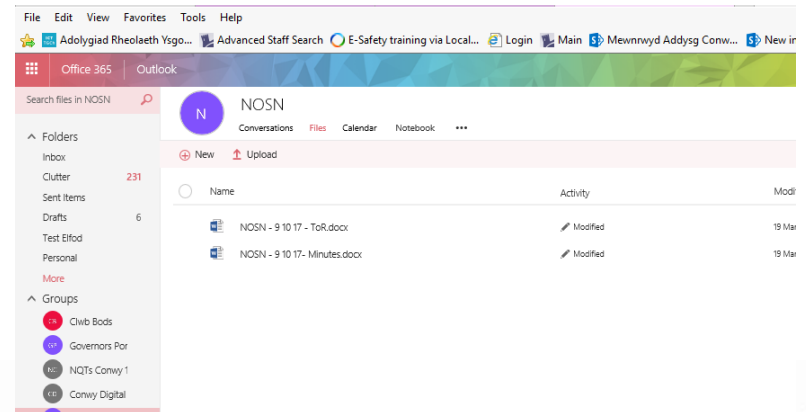 File Edit View Favorites Tools Help
Adolygiad Rheolaeth Ysgo... Advanced Staff Search E-Safety training via Local... Login Main Mewnrwyd Addysg Conw... New in
Office 365 Outlook
Search files in NOSN
N
NOSN
Conversations Files Calendar Notebook •••
Folders
New Upload
Inbox
Clutter 231
Name Activity Modi
Sent Items
Drafts 6
NOSN - 9 10 17 - ToR.docx Modified 19 Mar
Test Elfod
NOSN - 9 10 17- Minutes.docx Modified 19 Mar
Personal
More
Groups
Clwb Bods
GP Governors Por
NC NQTs Conwy 1
CD Conwy Digital